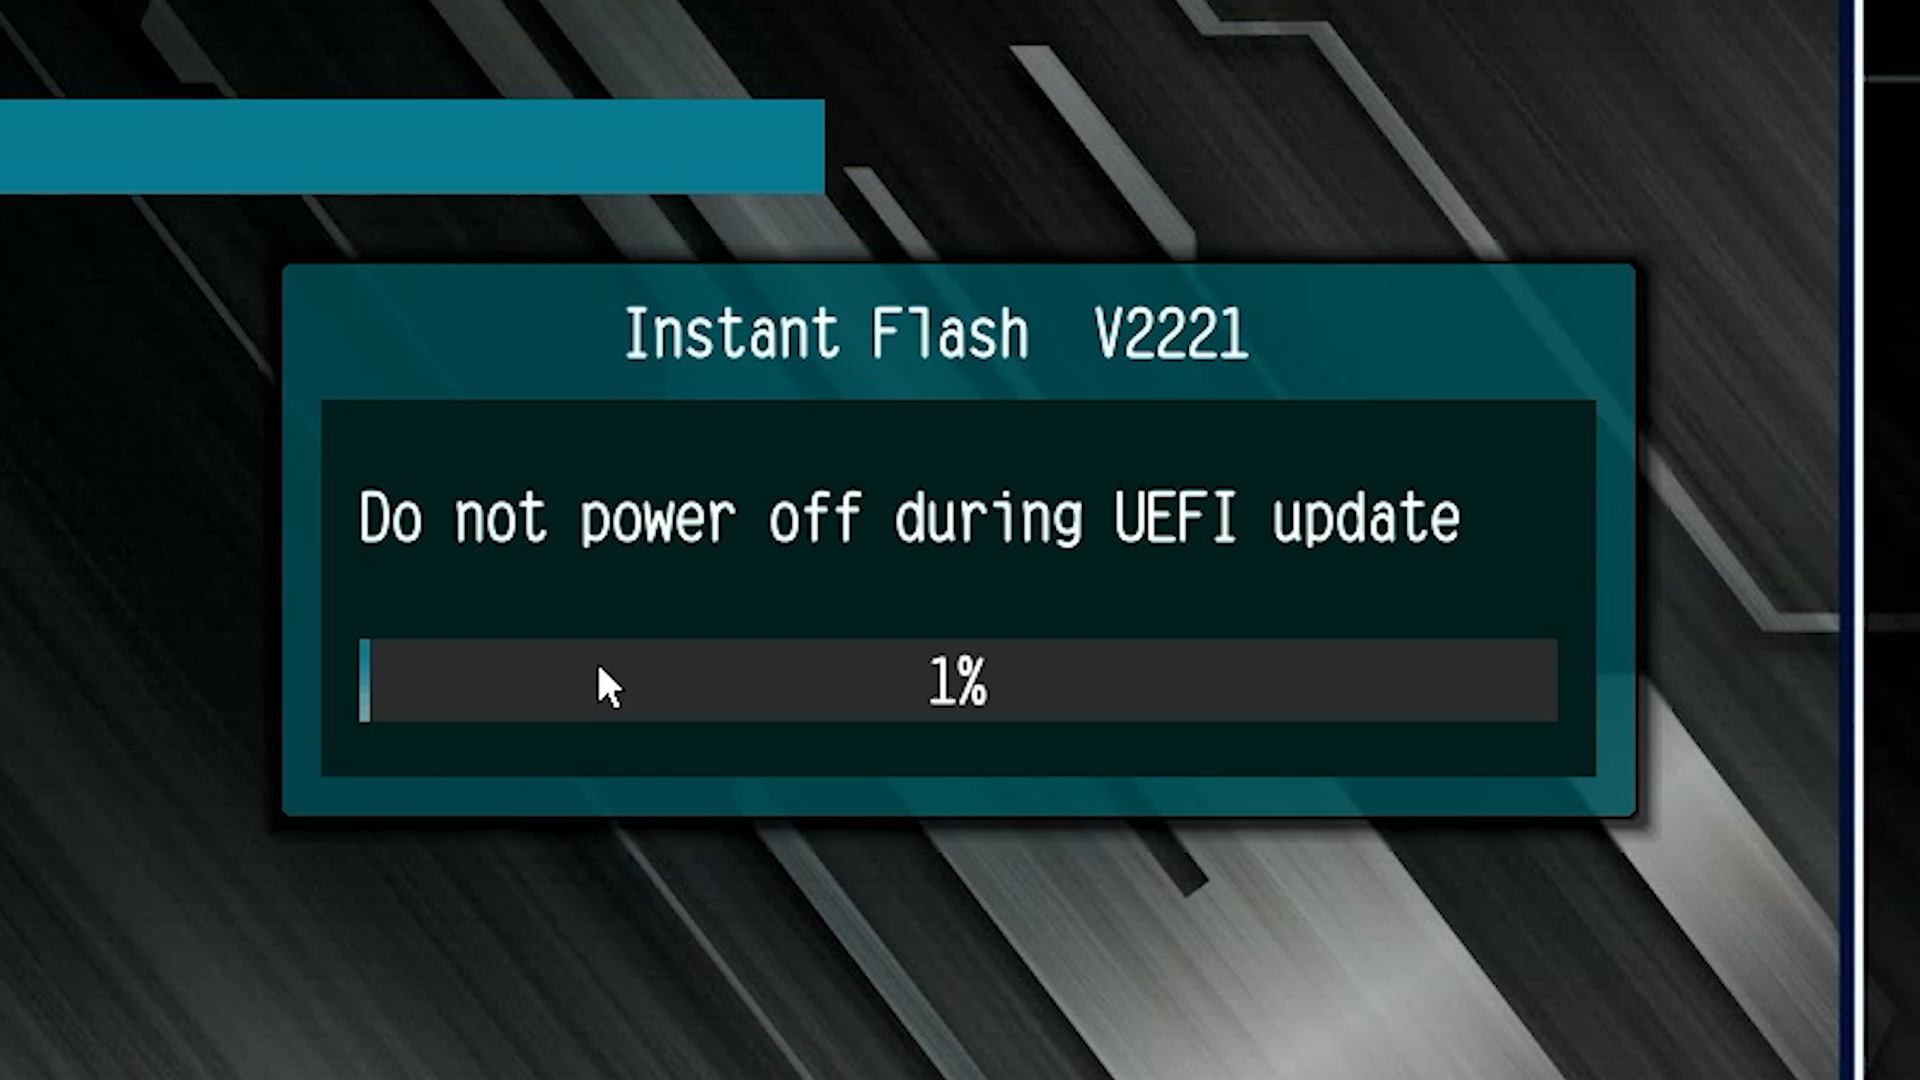 Instant Flash V2221
Do not power off during UEFI update
1%